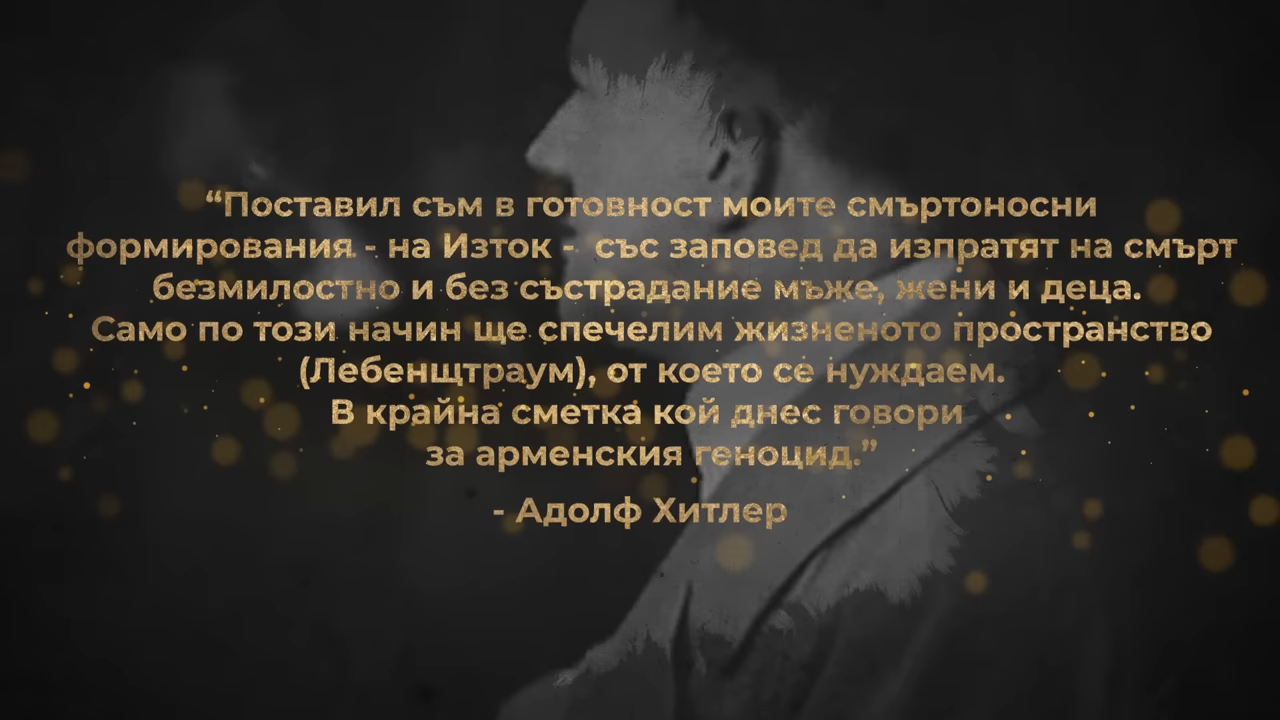 “Поставил съм в готовност моите смъртоносни
формирования - на Изток - със заповед да изпратят на смърт
безмилостно и без състрадание мъже, жени и деца.
Само по този начин ще спечелим жизненото пространство
(Лебенщтраум), от което се нуждаем.
В крайна сметка кой днес говори
за арменския геноцид.”
- Адолф Хитлер